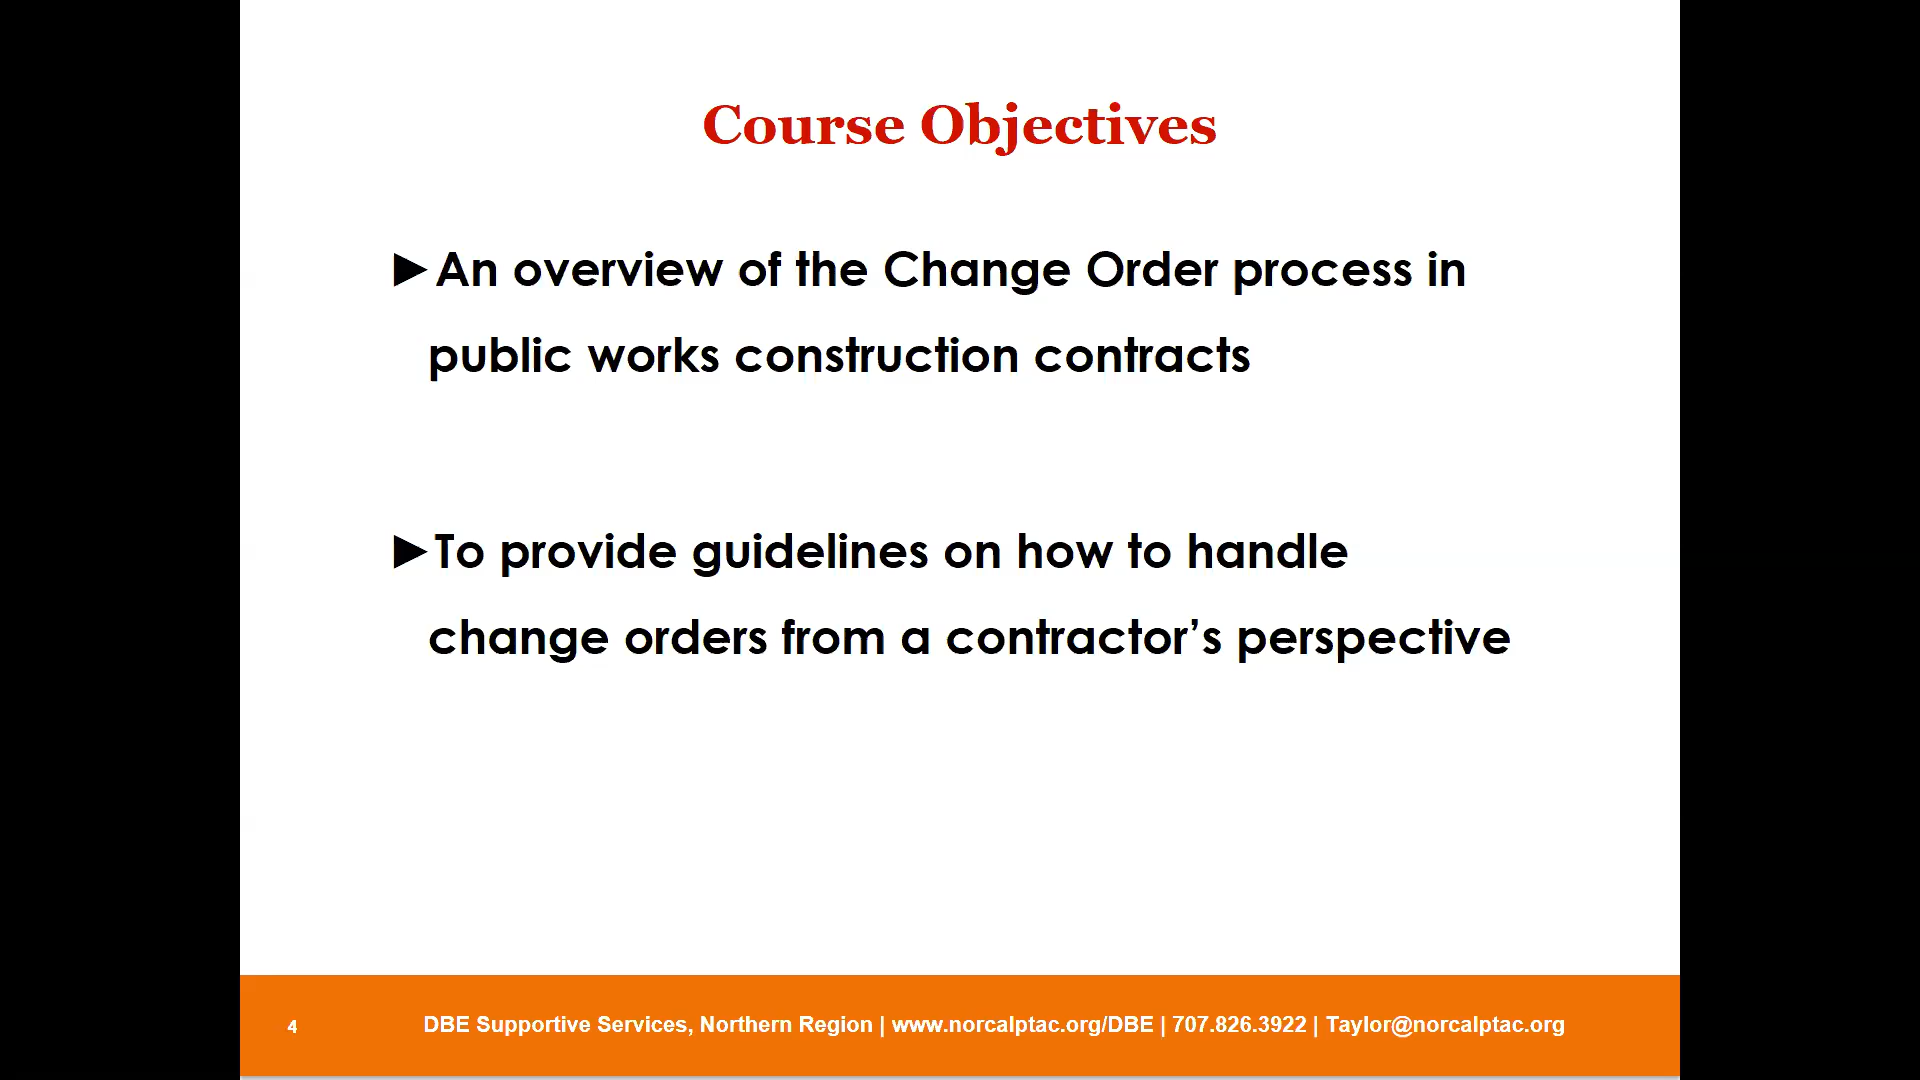 Course Objectives
►An overview of the Change Order process in
public works construction contracts
►To provide guidelines on how to handle
change orders from a contractor’s perspective
4
DBE Supportive Services, Northern Region | www.norcalptac.org/DBE | 707.826.3922 | Taylor@norcalptac.org